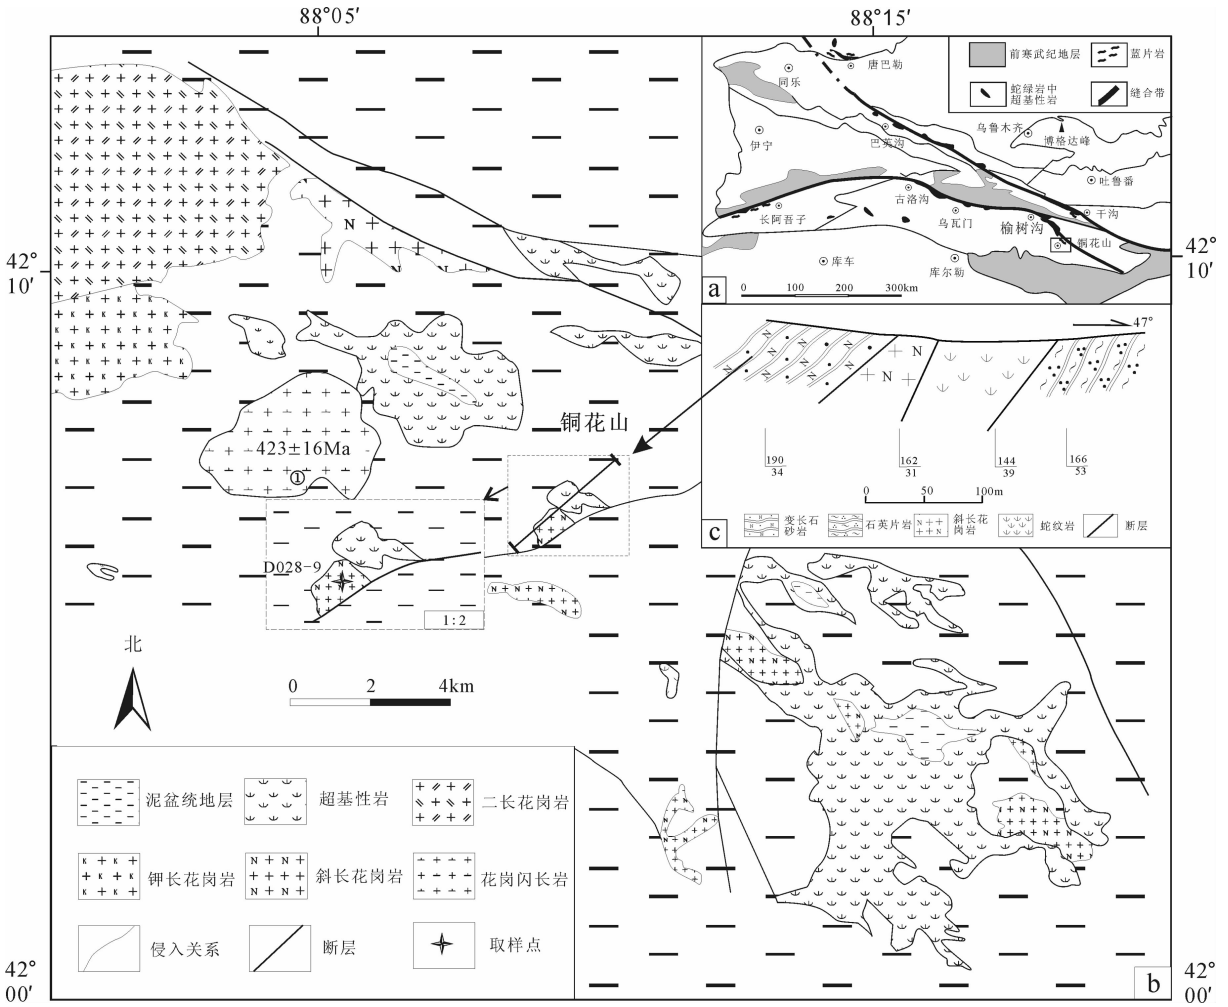 88°05′
88°15′
42°
10′
42°
10′
42°
00′
42°
00′
前寒武纪地层
蓝片岩
蛇绿岩中
超基性岩
缝合带
唐巴勒
同乐
乌鲁木齐
博格达峰
伊宁
巴英沟
吐鲁番
古洛沟
长阿吾子
乌瓦门
榆树沟
干沟
铜花山
库车
库尔勒
a
0 100 200 300km
47°
N
N
190
34
162
31
144
39
166
53
0 50 100m
c
变长石
砂岩
石英片岩
斜长花
岗岩
蛇纹岩
断层
N
423±16Ma
①
铜花山
D028-9
1:2
北
0 2 4km
泥盆统地层
超基性岩
二长花岗岩
钾长花岗岩
斜长花岗岩
花岗闪长岩
侵入关系
断层
取样点
b